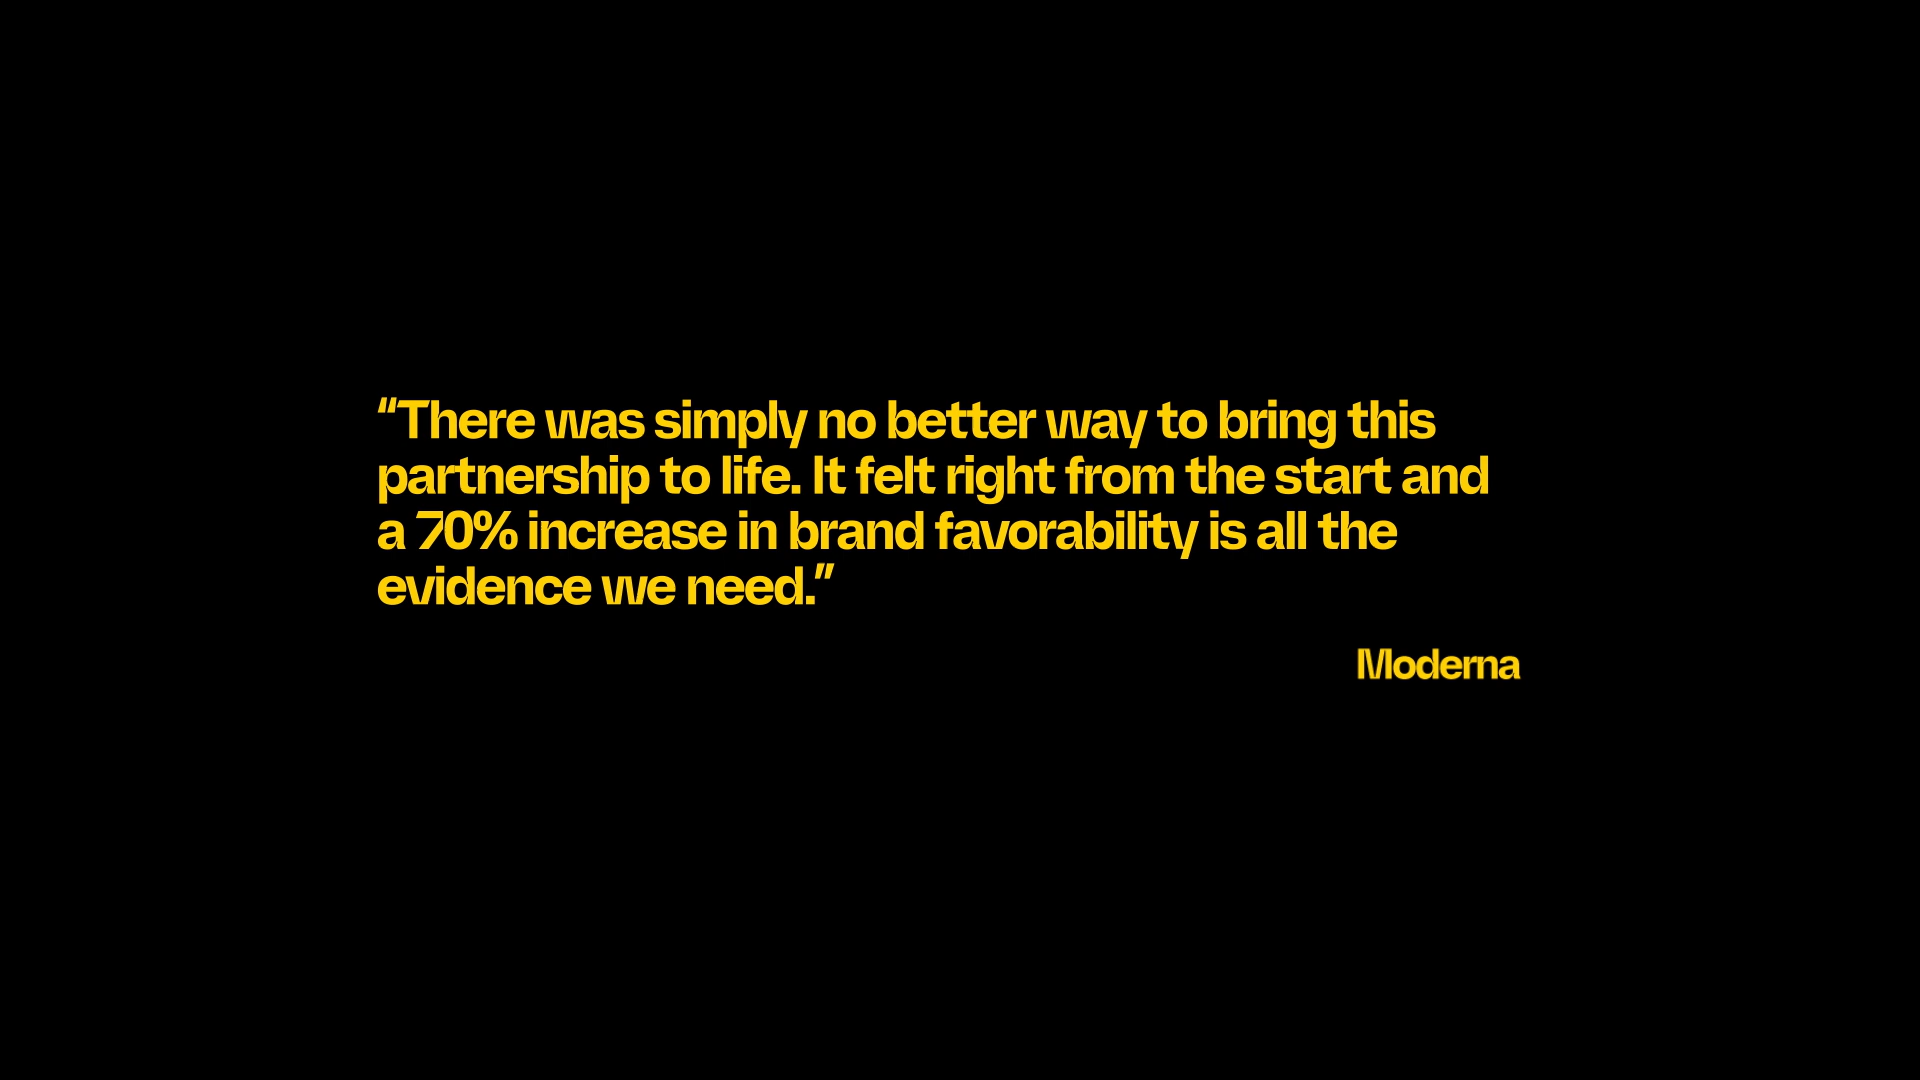 “There was simply no better way to bring this
partnership to life. It felt right from the start and
a 70% increase in brand favorability is all the
evidence we need.”
Moderna